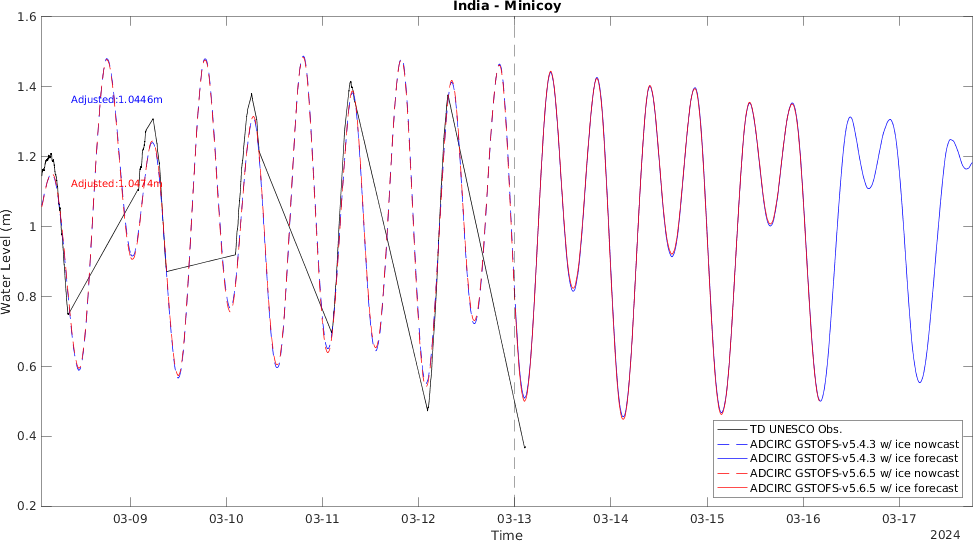 India - Minicoy
1.6
1.4
1.2
1
0.8
0.6
0.4
0.2
Water Level (m)
Adjusted:1.0446m
Adjusted:1.0474m
TD UNESCO Obs.
ADCIRC GSTOFS-v5.4.3 w/ ice nowcast
ADCIRC GSTOFS-v5.4.3 w/ ice forecast
ADCIRC GSTOFS-v5.6.5 w/ ice nowcast
ADCIRC GSTOFS-v5.6.5 w/ ice forecast
03-09 03-10 03-11 03-12 03-13 03-14 03-15 03-16 03-17
Time
2024